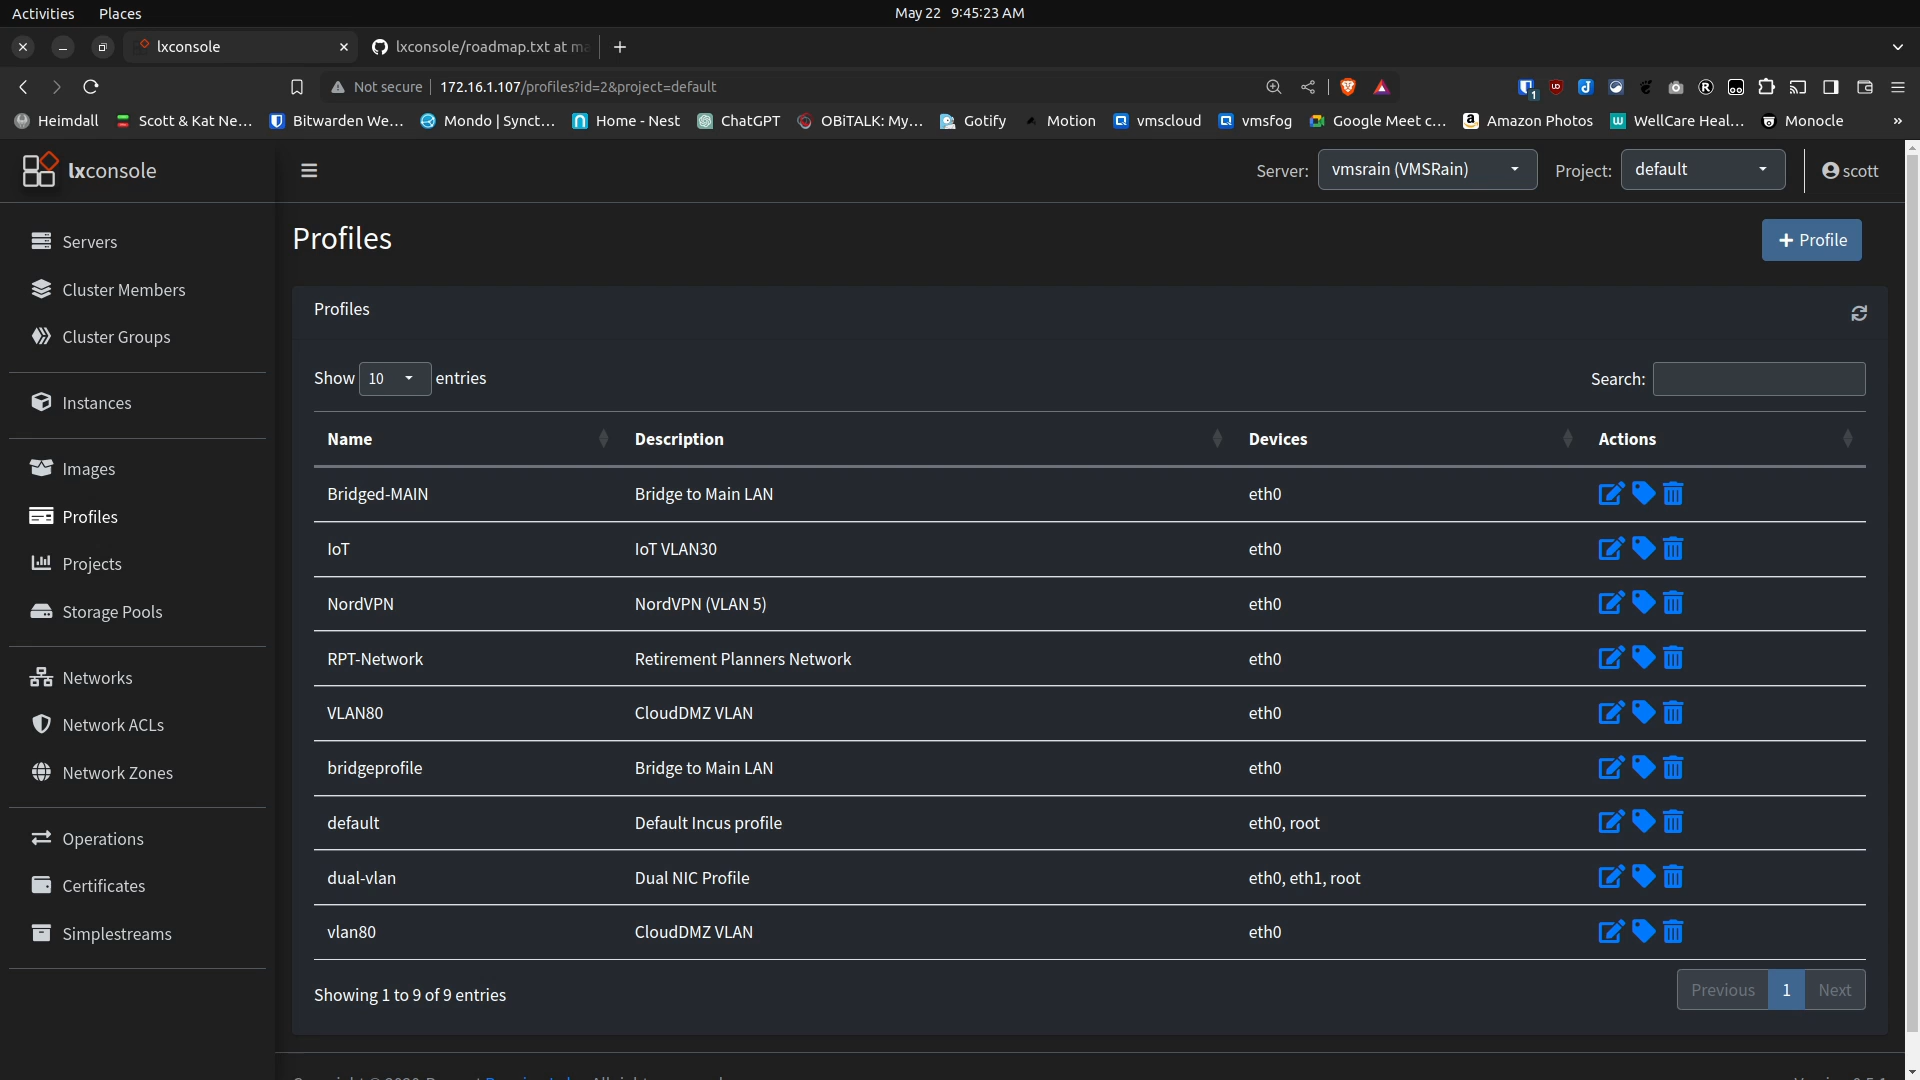 Activities Places May 22 9:45:23 AM
lxconsole lxconsole/roadmap.txt at ma
Not secure 172.16.1.107/profiles?id=2&project=default
Heimdall Scott & Kat Ne... Bitwarden We... Mondo | Synct... Home - Nest ChatGPT OBiTALK: My... Gotify Motion vmscloud vmsfog Google Meet c... Amazon Photos WellCare Heal... Monocle »
lxconsole Server: vmsrain (VMSRain) Project: default scott
Servers
Cluster Members
Cluster Groups
Instances
Images
Profiles
Projects
Storage Pools
Networks
Network ACLs
Network Zones
Operations
Certificates
Simplestreams
Profiles + Profile
Profiles
Show 10 entries Search:
Name Description Devices Actions
Bridged-MAIN Bridge to Main LAN eth0
IoT IoT VLAN30 eth0
NordVPN NordVPN (VLAN 5) eth0
RPT-Network Retirement Planners Network eth0
VLAN80 CloudDMZ VLAN eth0
bridgeprofile Bridge to Main LAN eth0
default Default Incus profile eth0, root
dual-vlan Dual NIC Profile eth0, eth1, root
vlan80 CloudDMZ VLAN eth0
Showing 1 to 9 of 9 entries Previous 1 Next